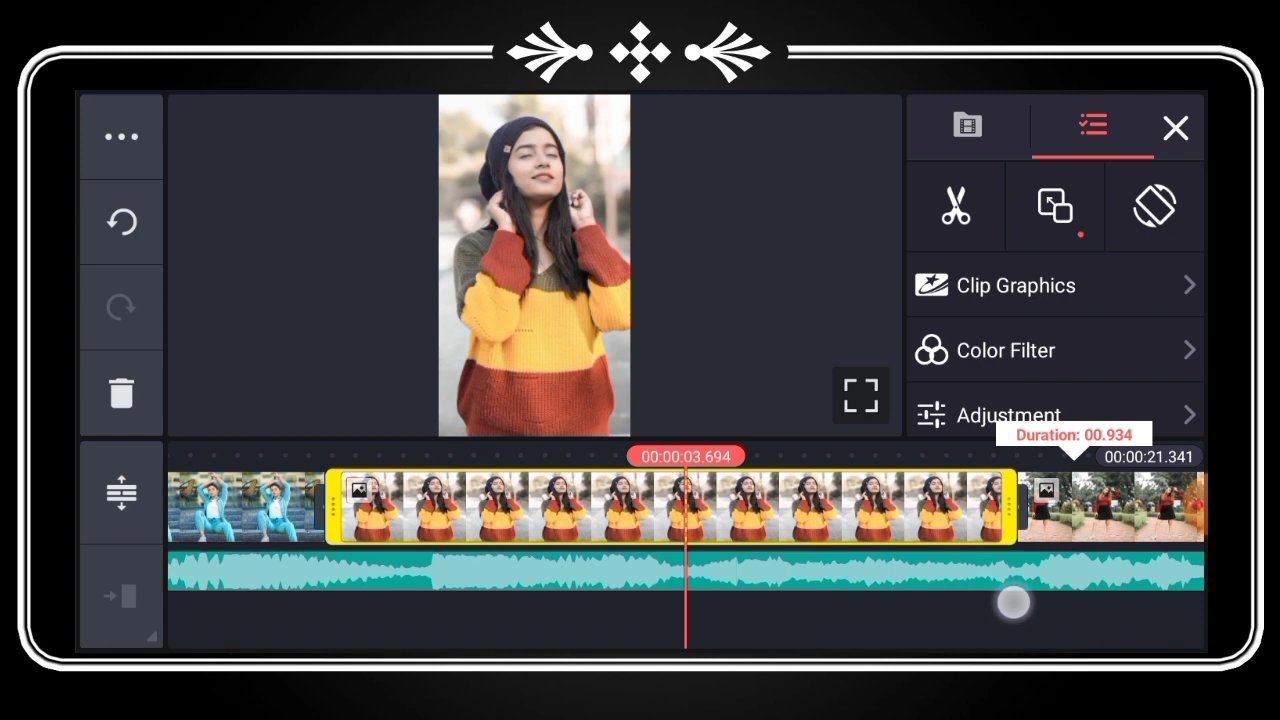 Clip Graphics
Color Filter
Adjustment
Duration: 00.934
00:00:03.694
00:00:21.341